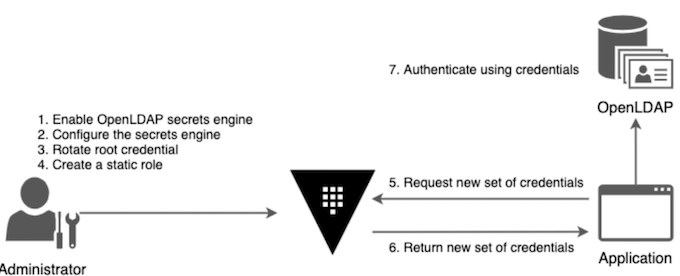 7. Authenticate using credentials
OpenLDAP
1. Enable OpenLDAP secrets engine
2. Configure the secrets engine
3. Rotate root credential
4. Create a static role
5. Request new set of credentials
6. Return new set of credentials
Administrator
Application